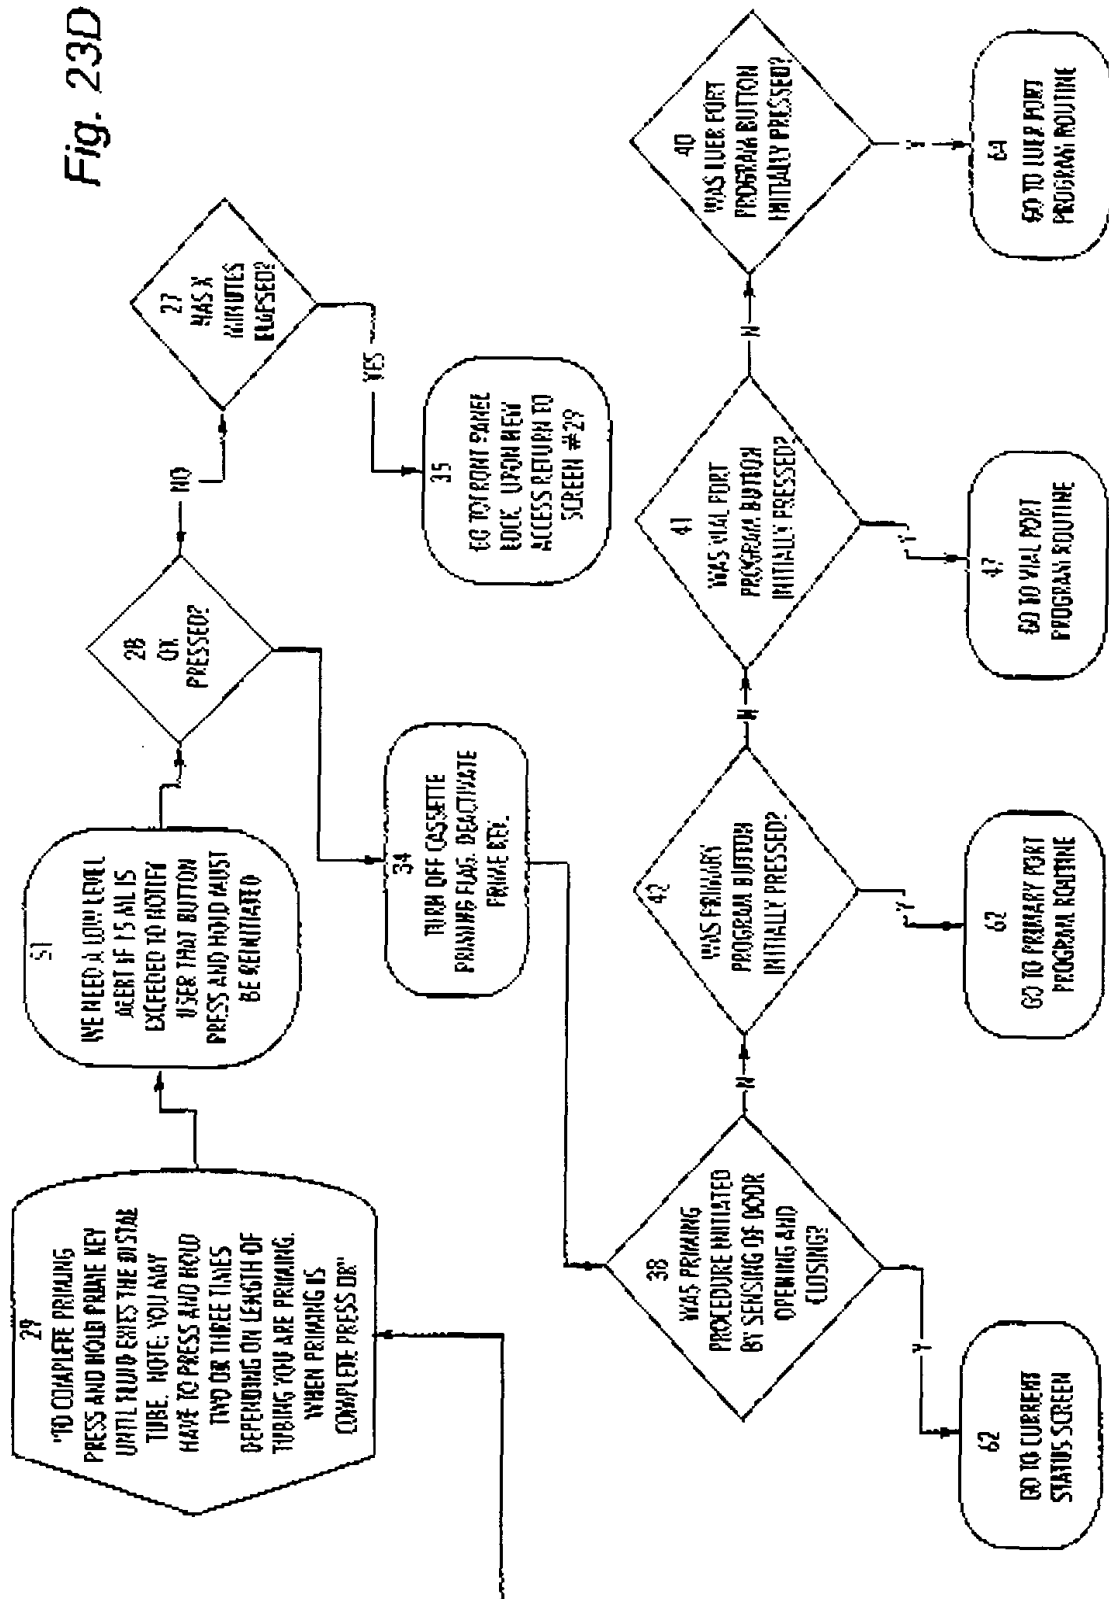 Fig. 23D
29
"TO COMPLETE PRIMING
PRESS AND HOLD PRIME KEY
UNTIL FLUID EXITS THE DISTAL
TUBE. NOTE: YOU MAY
HAVE TO PRESS AND HOLD
TWO OR THREE TIMES
DEPENDING ON LENGTH OF
TUBING YOU ARE PRIMING.
WHEN PRIMING IS
COMPLETE PRESS OK"
51
WE NEED A LOW LEVEL
ALERT IF 1.5 ML IS
EXCEEDED TO NOTIFY
USER THAT BUTTON
PRESS AND HOLD MUST
BE REINITIATED
28
OK
PRESSED?
NO
27
HAS X
MINUTES
ELAPSED?
YES
35
GO TO FRONT PANEL
LOCK. UPON NEW
ACCESS RETURN TO
SCREEN #29
34
TURN OFF CASSETTE
PRIMING FLAG. DEACTIVATE
PRIME KEY.
38
WAS PRIMING
PROCEDURE INITIATED
BY SENSING OF DOOR
OPENING AND
CLOSING?
N
42
WAS PRIMARY
PROGRAM BUTTON
INITIALLY PRESSED?
N
41
WAS VIAL PORT
PROGRAM BUTTON
INITIALLY PRESSED?
N
40
WAS LUER PORT
PROGRAM BUTTON
INITIALLY PRESSED?
Y
62
GO TO CURRENT
STATUS SCREEN
Y
62
GO TO PRIMARY PORT
PROGRAM ROUTINE
Y
47
GO TO VIAL PORT
PROGRAM ROUTINE
Y
64
GO TO LUER PORT
PROGRAM ROUTINE